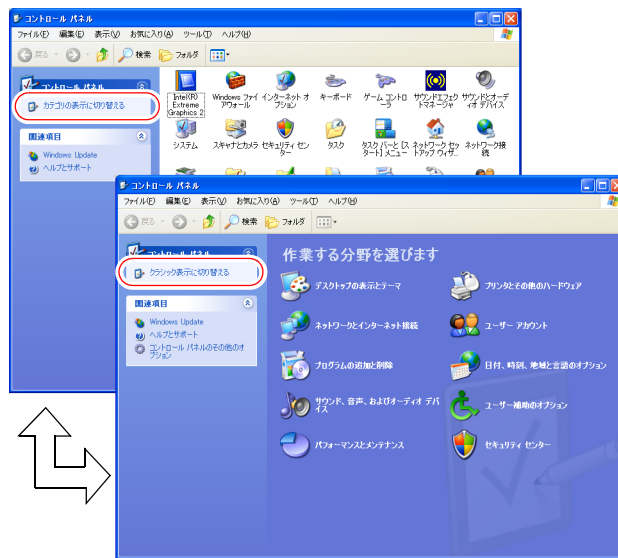 コントロール パネル
ファイル(F) 編集(E) 表示(V) お気に入り(A) ツール(T) ヘルプ(H)
戻る 検索 フォルダ
コントロール パネル
カテゴリの表示に切り替える
関連項目
Windows Update
ヘルプとサポート
Intel(R) Extreme Graphics 2
Windows ファイアウォール
インターネット オプション
キーボード
ゲーム コントローラ
サウンドエフェクトマネージャ
サウンドとオーディオ デバイス
システム
スキャナとカメラ
セキュリティ センター
タスク
タスク バーと [スタート] メニュー
ネットワーク セットアップ ウィザ...
ネットワーク接続
コントロール パネル
ファイル(F) 編集(E) 表示(V) お気に入り(A) ツール(T) ヘルプ(H)
戻る 検索 フォルダ
コントロール パネル
クラシック表示に切り替える
関連項目
Windows Update
ヘルプとサポート
コントロール パネルのその他のオプション
作業する分野を選びます
デスクトップの表示とテーマ
プリンタとその他のハードウェア
ネットワークとインターネット接続
ユーザー アカウント
プログラムの追加と削除
日付、時刻、地域と言語のオプション
サウンド、音声、およびオーディオ デバイス
ユーザー補助のオプション
パフォーマンスとメンテナンス
セキュリティ センター